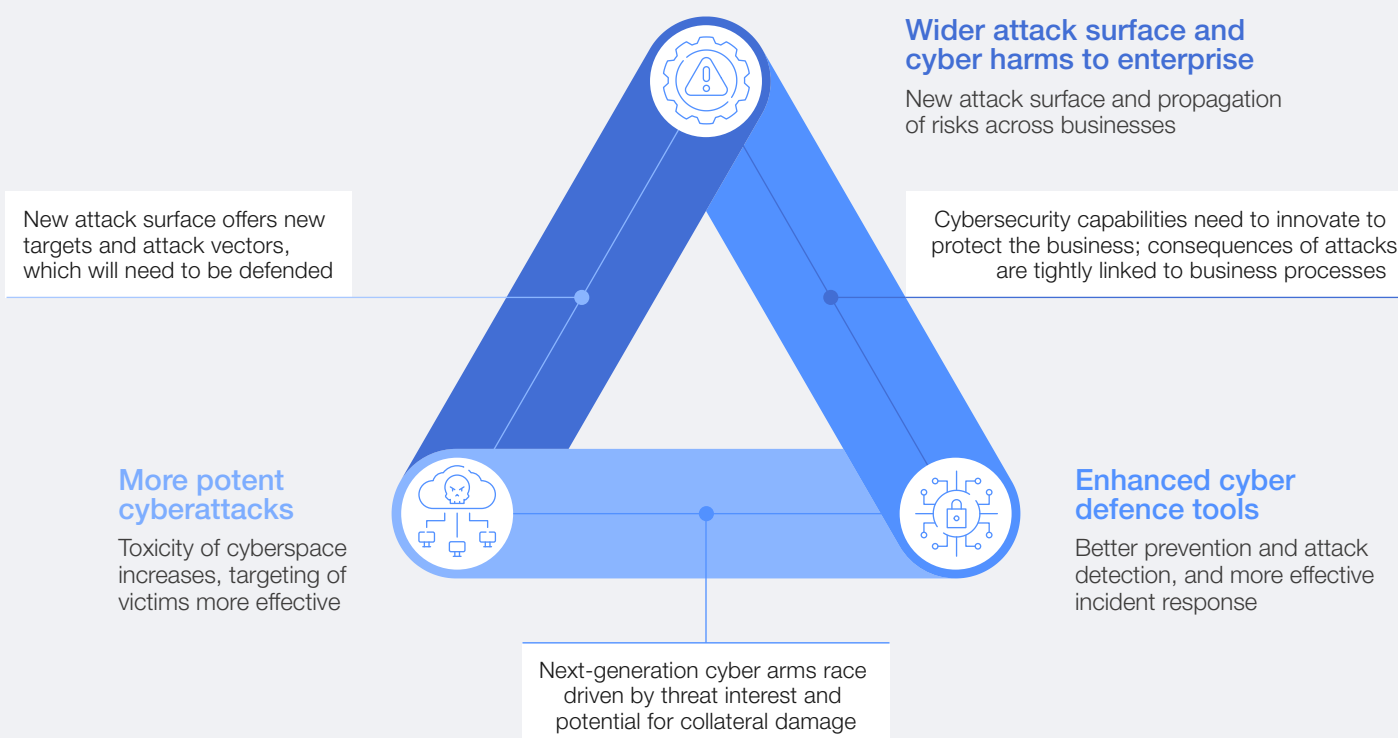 Wider attack surface and
cyber harms to enterprise
New attack surface and propagation
of risks across businesses
New attack surface offers new
targets and attack vectors,
which will need to be defended
Cybersecurity capabilities need to innovate to
protect the business; consequences of attacks
are tightly linked to business processes
More potent
cyberattacks
Toxicity of cyberspace
increases, targeting of
victims more effective
Enhanced cyber
defence tools
Better prevention and attack
detection, and more effective
incident response
Next-generation cyber arms race
driven by threat interest and
potential for collateral damage